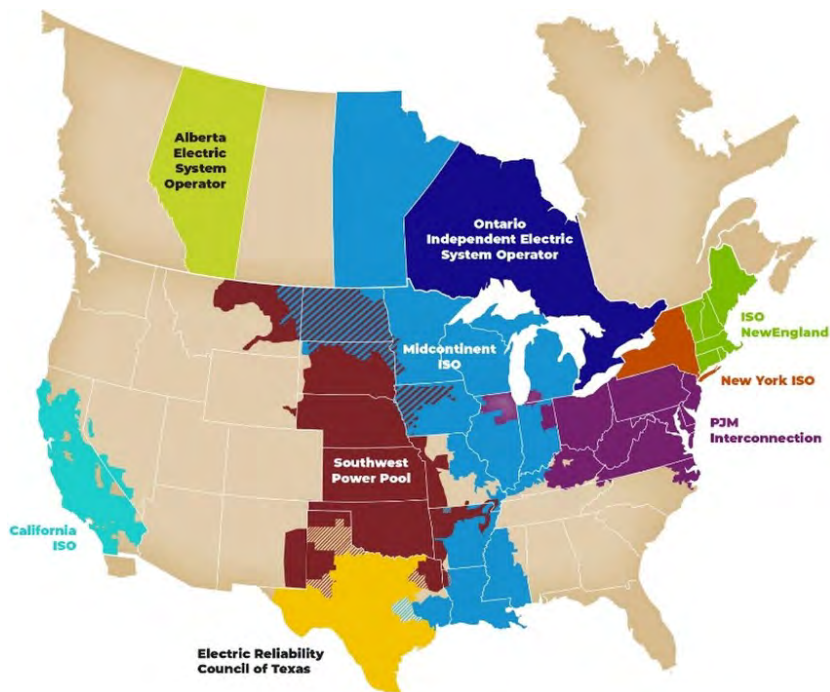 Alberta
Electric
System
Operator
Ontario
Independent Electric
System Operator
ISO
NewEngland
Midcontinent
ISO
New York ISO
PJM
Interconnection
Southwest
Power Pool
California
ISO
Electric Reliability
Council of Texas